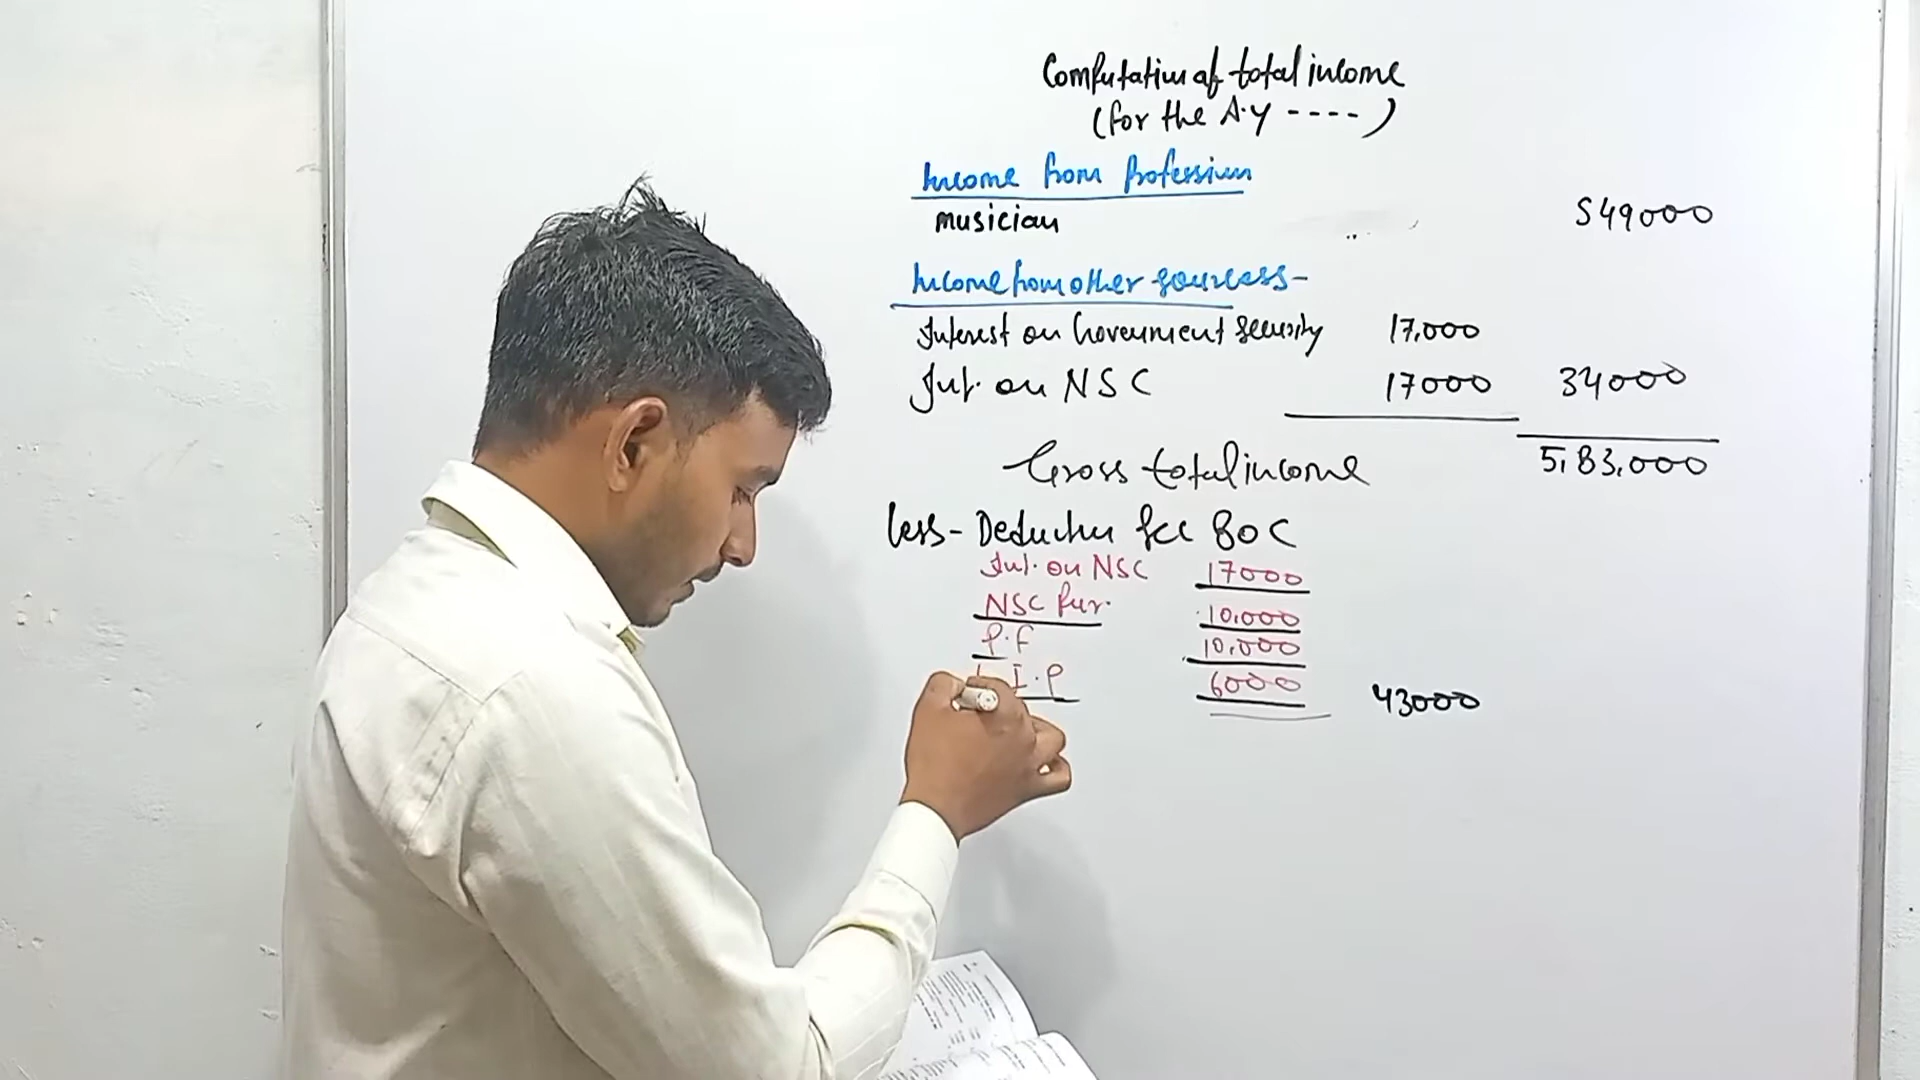 Computation of total income
(for the A.Y ----)
Income from Profession
musician 549000
Income from other sources-
Interest on Government Security 17,000
Int. on NSC 17000 34000
Gross total income 5,83,000
Less- Deduction Sec 80C
Int. on NSC 17000
NSC Pur. 10,000
P.F 10,000
I.P 6000 43000